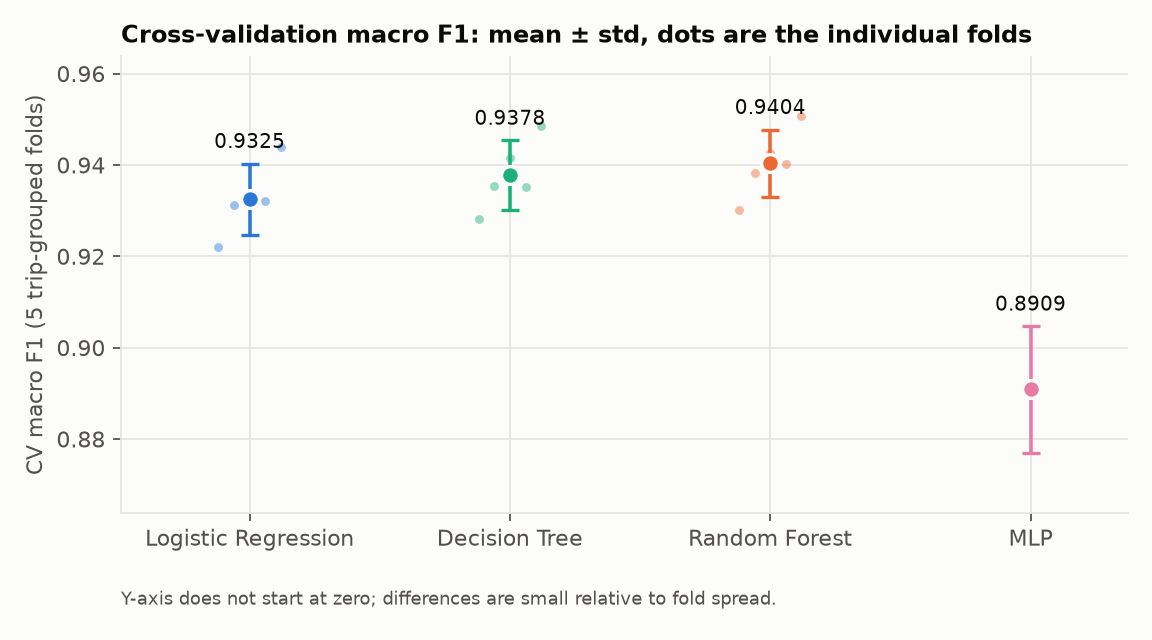 Cross-validation macro F1: mean ± std, dots are the individual folds
CV macro F1 (5 trip-grouped folds)
0.96
0.94
0.92
0.90
0.88
0.9325
0.9378
0.9404
0.8909
Logistic Regression
Decision Tree
Random Forest
MLP
Y-axis does not start at zero; differences are small relative to fold spread.